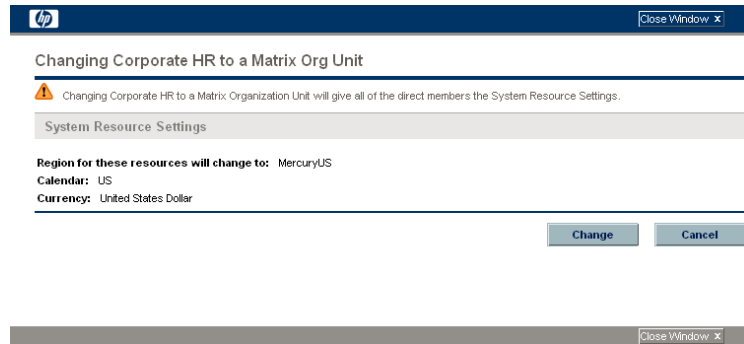 hp
Close Window x
Changing Corporate HR to a Matrix Org Unit
Changing Corporate HR to a Matrix Organization Unit will give all of the direct members the System Resource Settings.
System Resource Settings
Region for these resources will change to: MercuryUS
Calendar: US
Currency: United States Dollar
Change Cancel
Close Window x